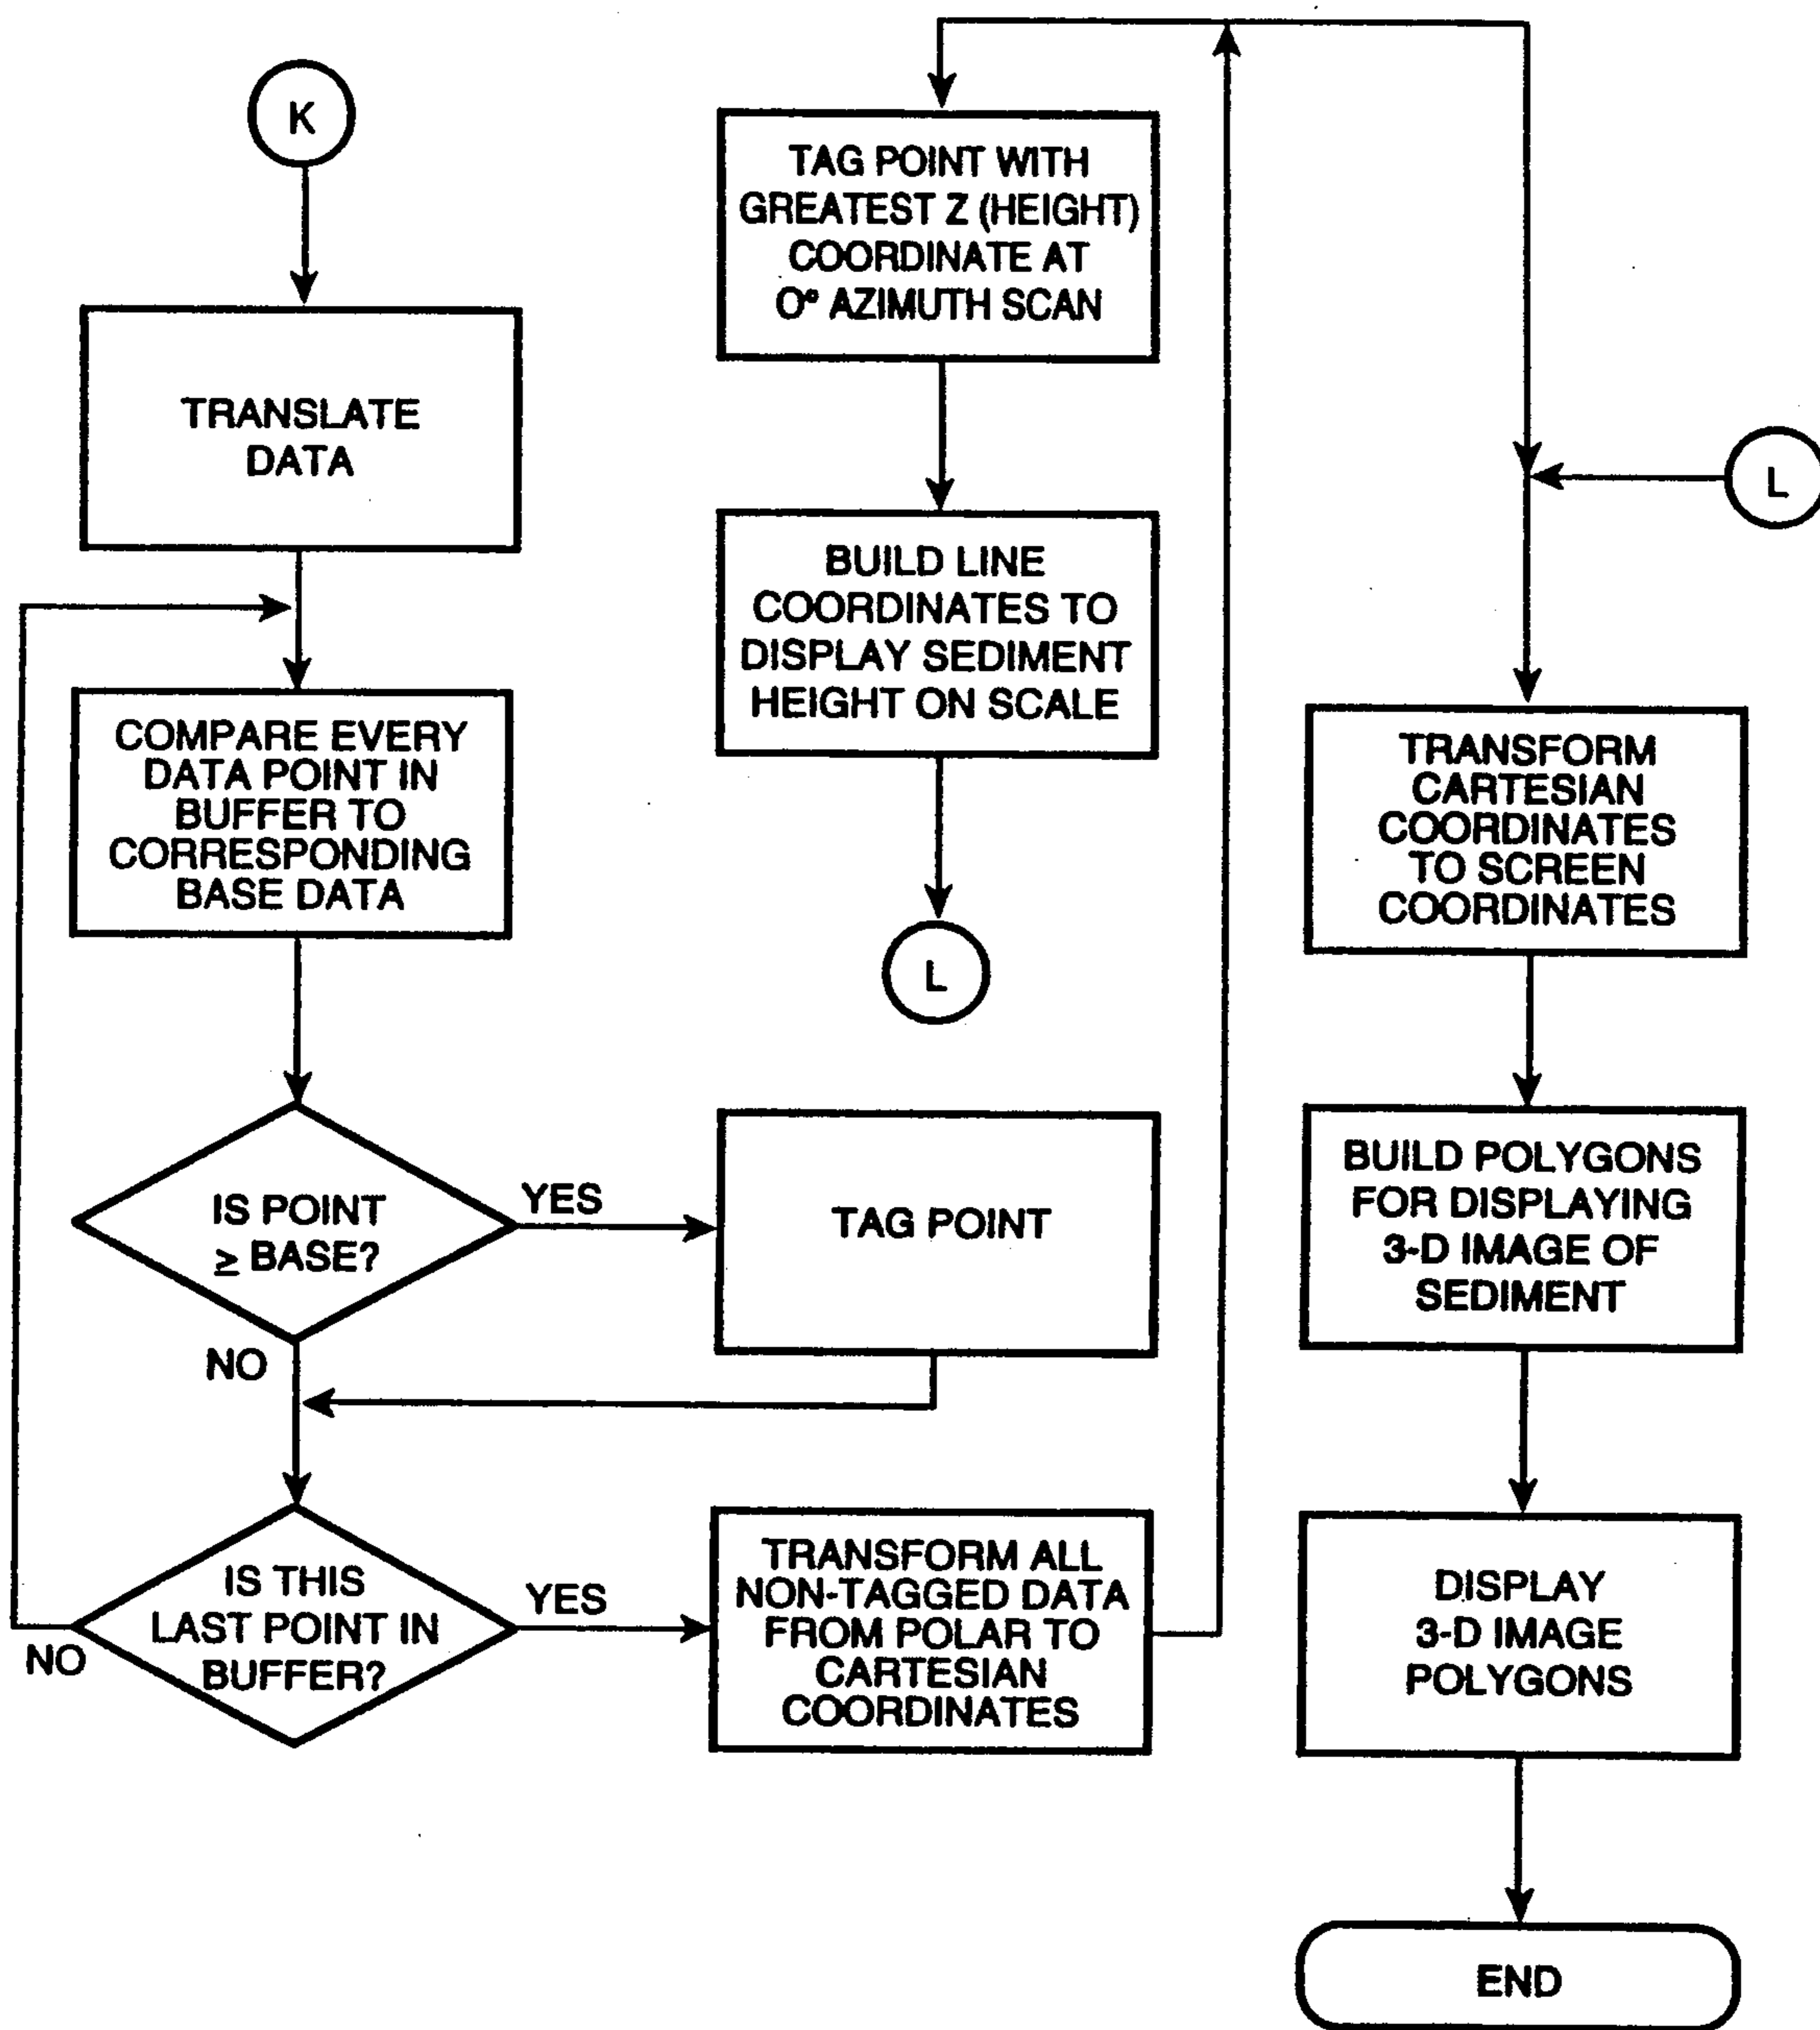 K
TRANSLATE
DATA
COMPARE EVERY
DATA POINT IN
BUFFER TO
CORRESPONDING
BASE DATA
IS POINT
≥ BASE?
YES
NO
TAG POINT
IS THIS
LAST POINT IN
BUFFER?
YES
NO
TRANSFORM ALL
NON-TAGGED DATA
FROM POLAR TO
CARTESIAN
COORDINATES
TAG POINT WITH
GREATEST Z (HEIGHT)
COORDINATE AT
0° AZIMUTH SCAN
BUILD LINE
COORDINATES TO
DISPLAY SEDIMENT
HEIGHT ON SCALE
L
L
TRANSFORM
CARTESIAN
COORDINATES
TO SCREEN
COORDINATES
BUILD POLYGONS
FOR DISPLAYING
3-D IMAGE OF
SEDIMENT
DISPLAY
3-D IMAGE
POLYGONS
END